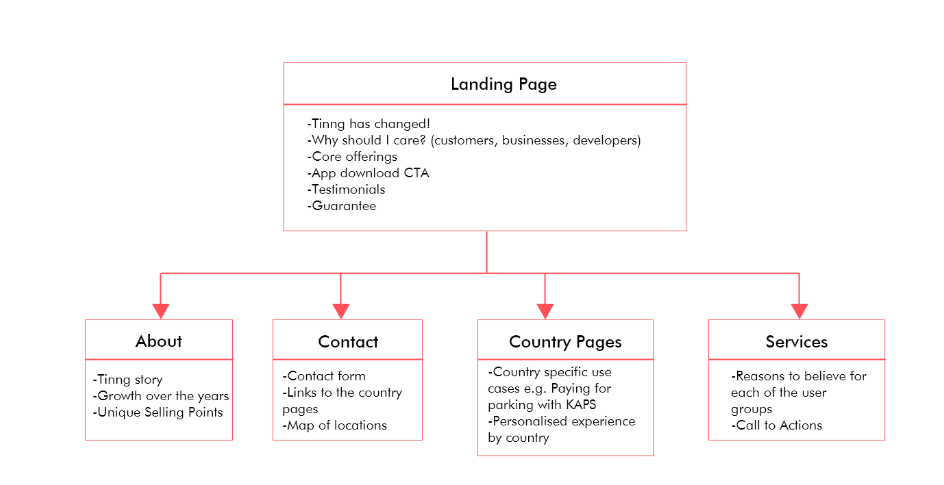 Landing Page
-Tinng has changed!
-Why should I care? (customers, businesses, developers)
-Core offerings
-App download CTA
-Testimonials
-Guarantee
About
-Tinng story
-Growth over the years
-Unique Selling Points
Contact
-Contact form
-Links to the country
pages
-Map of locations
Country Pages
-Country specific use
cases e.g. Paying for
parking with KAPS
-Personalised experience
by country
Services
-Reasons to believe for
each of the user
groups
-Call to Actions